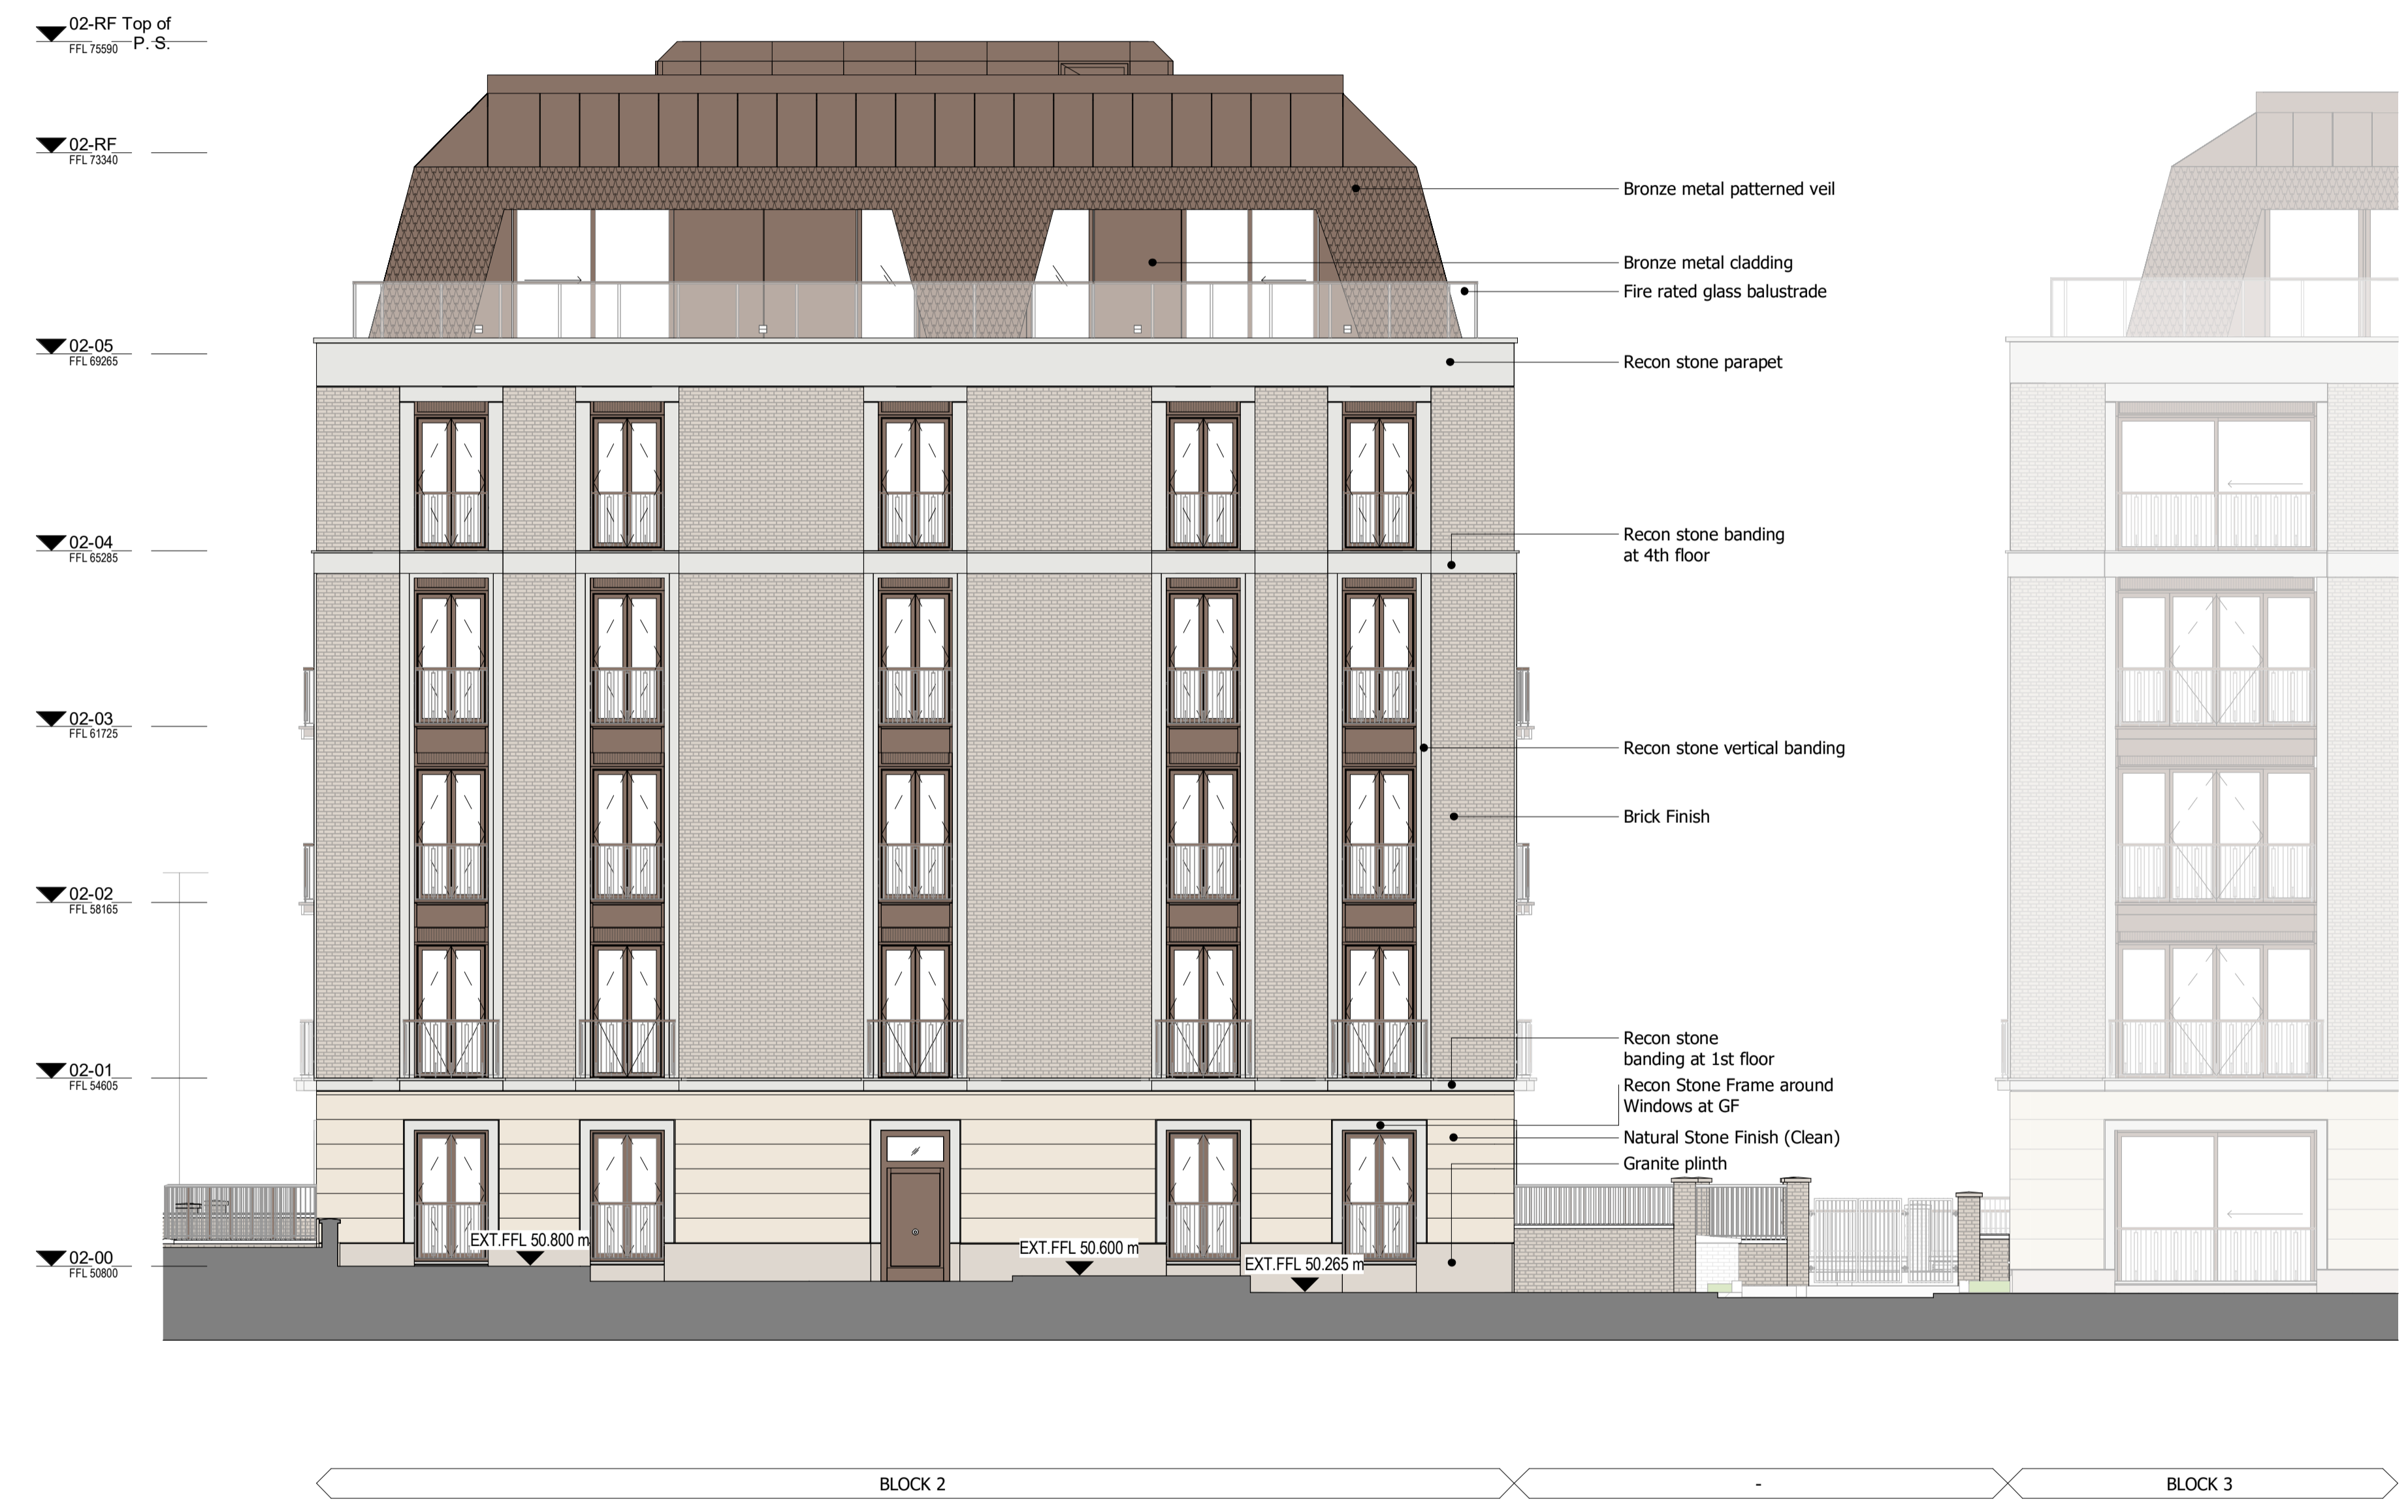 02-RF Top of
P. S.
FFL 75590
02-RF
FFL 73340
Bronze metal patterned veil
Bronze metal cladding
Fire rated glass balustrade
02-05
FFL 69265
Recon stone parapet
02-04
FFL 65285
Recon stone banding
at 4th floor
02-03
FFL 61725
Recon stone vertical banding
Brick Finish
02-02
FFL 58165
Recon stone
banding at 1st floor
02-01
FFL 54605
Recon Stone Frame around
Windows at GF
Natural Stone Finish (Clean)
Granite plinth
EXT.FFL 50.800 m
EXT.FFL 50.600 m
EXT.FFL 50.265 m
02-00
FFL 50800
BLOCK 2
-
BLOCK 3